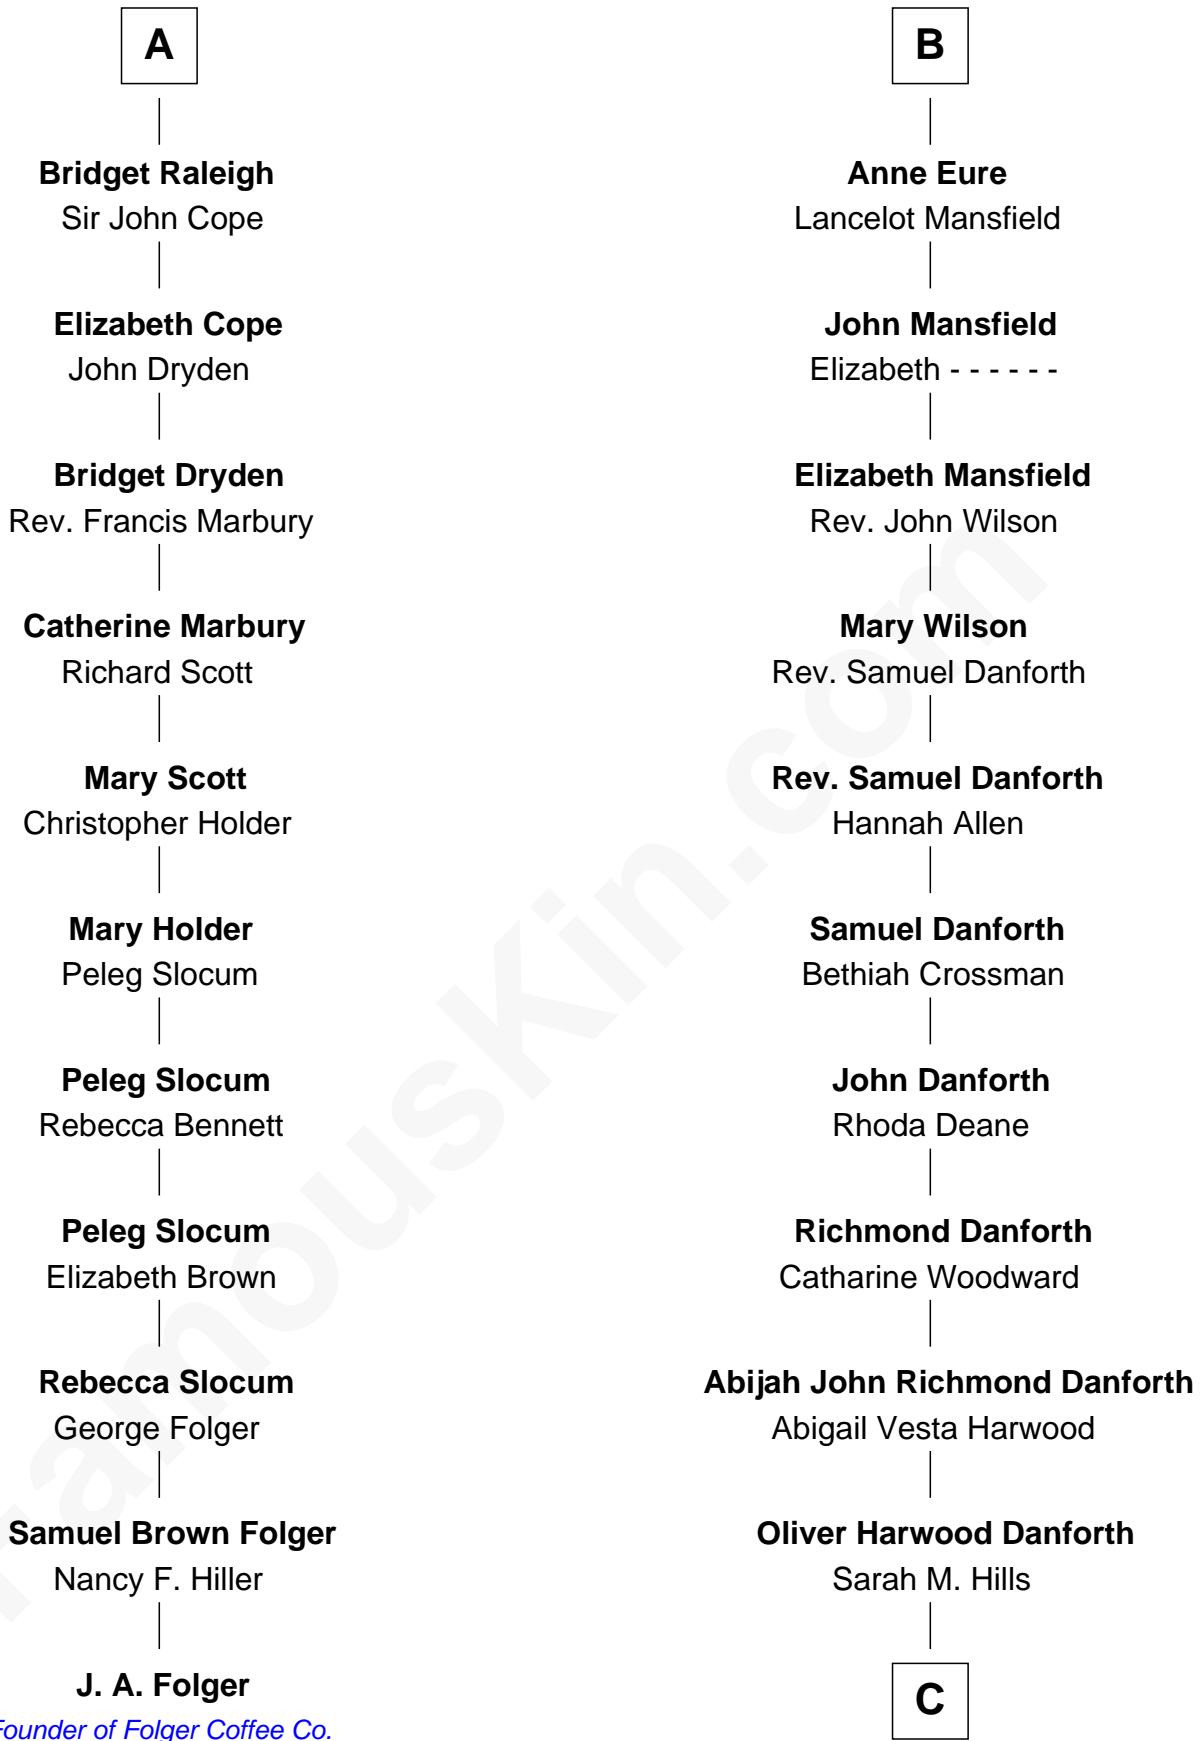 A
Bridget Raleigh
Sir John Cope
Elizabeth Cope
John Dryden
Bridget Dryden
Rev. Francis Marbury
Catherine Marbury
Richard Scott
Mary Scott
Christopher Holder
Mary Holder
Peleg Slocum
Peleg Slocum
Rebecca Bennett
Peleg Slocum
Elizabeth Brown
Rebecca Slocum
George Folger
Samuel Brown Folger
Nancy F. Hiller
J. A. Folger
Founder of Folger Coffee Co.
B
Anne Eure
Lancelot Mansfield
John Mansfield
Elizabeth - - - - - -
Elizabeth Mansfield
Rev. John Wilson
Mary Wilson
Rev. Samuel Danforth
Rev. Samuel Danforth
Hannah Allen
Samuel Danforth
Bethiah Crossman
John Danforth
Rhoda Deane
Richmond Danforth
Catharine Woodward
Abijah John Richmond Danforth
Abigail Vesta Harwood
Oliver Harwood Danforth
Sarah M. Hills
C
FamousKin.com